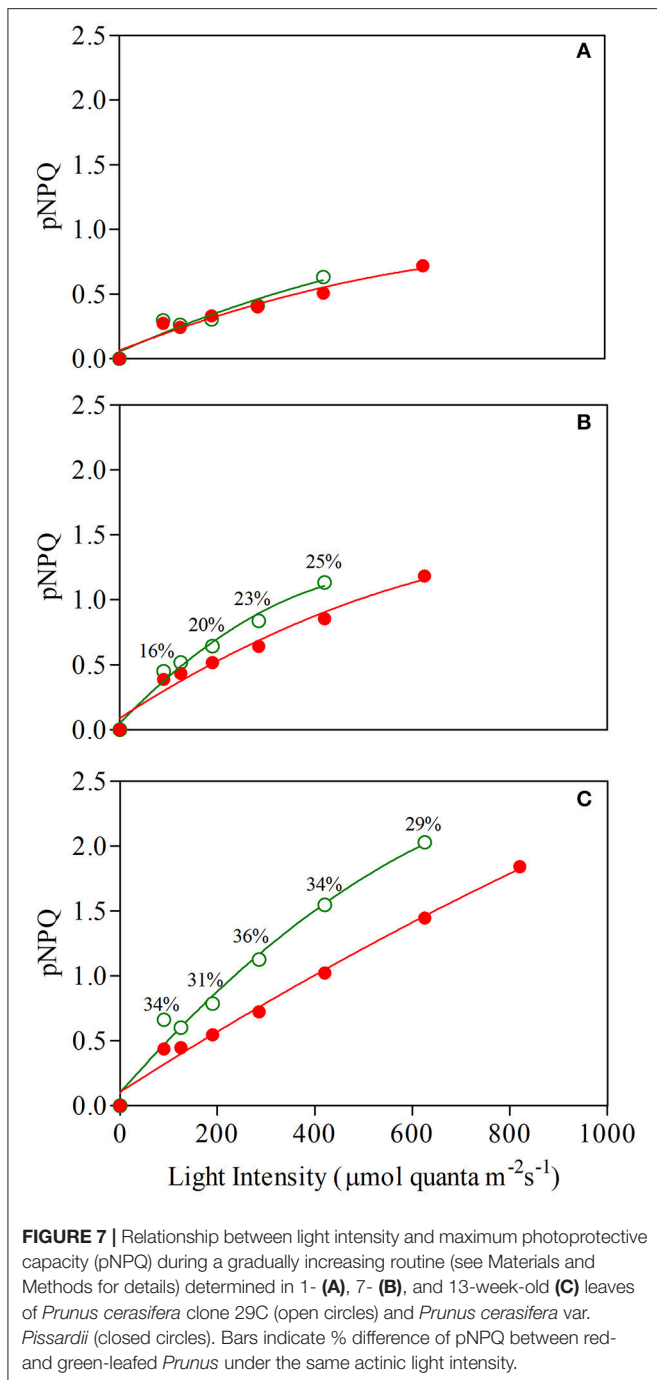 A
2.5
2.0
1.5
1.0
0.5
0.0
pNPQ
B
2.5
2.0
1.5
1.0
0.5
0.0
pNPQ
16%
20%
23%
25%
C
2.5
2.0
1.5
1.0
0.5
0.0
pNPQ
34%
31%
36%
34%
29%
0 200 400 600 800 1000
Light Intensity (μmol quanta m⁻²s⁻¹)
FIGURE 7 | Relationship between light intensity and maximum photoprotective
capacity (pNPQ) during a gradually increasing routine (see Materials and
Methods for details) determined in 1- (A), 7- (B), and 13-week-old (C) leaves
of Prunus cerasifera clone 29C (open circles) and Prunus cerasifera var.
Pissardii (closed circles). Bars indicate % difference of pNPQ between red-
and green-leafed Prunus under the same actinic light intensity.